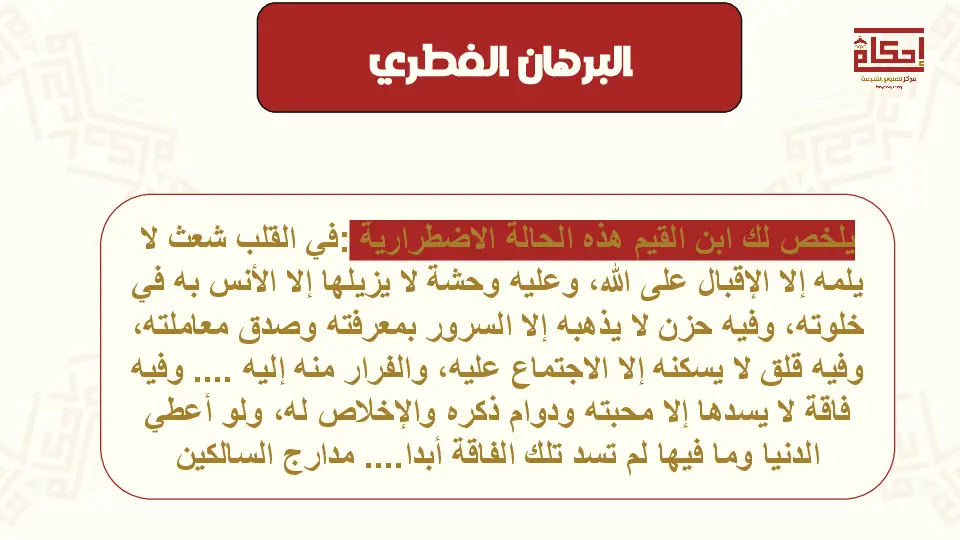 البرهان الفطري
إحكام
مركز للعلوم الشرعية
يلخص لك ابن القيم هذه الحالة الاضطرارية :في القلب شعث لا
يلمه إلا الإقبال على الله، وعليه وحشة لا يزيلها إلا الأنس به في
خلوته، وفيه حزن لا يذهبه إلا السرور بمعرفته وصدق معاملته،
وفيه قلق لا يسكنه إلا الاجتماع عليه، والفرار منه إليه .... وفيه
فاقة لا يسدها إلا محبته ودوام ذكره والإخلاص له، ولو أعطي
الدنيا وما فيها لم تسد تلك الفاقة أبدا.... مدارج السالكين